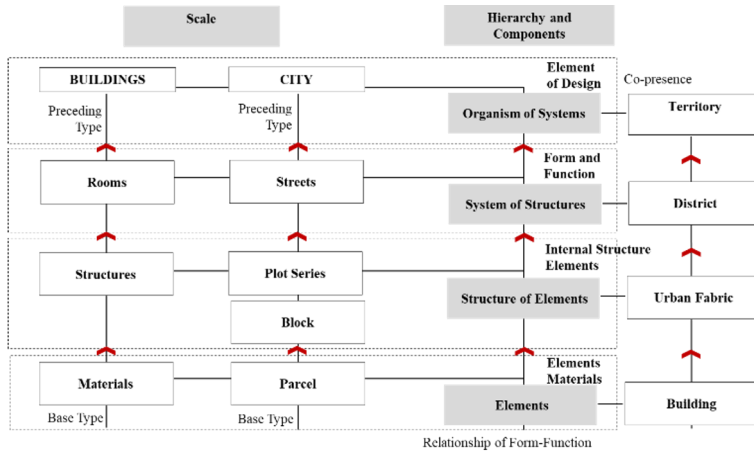 Scale
Hierarchy and
Components
BUILDINGS
CITY
Element
of Design
Co-presence
Preceding
Type
Preceding
Type
Organism of Systems
Territory
Form and
Function
Rooms
Streets
System of Structures
District
Internal Structure
Elements
Structures
Plot Series
Structure of Elements
Urban Fabric
Block
Elements
Materials
Materials
Parcel
Elements
Building
Base Type
Base Type
Relationship of Form-Function